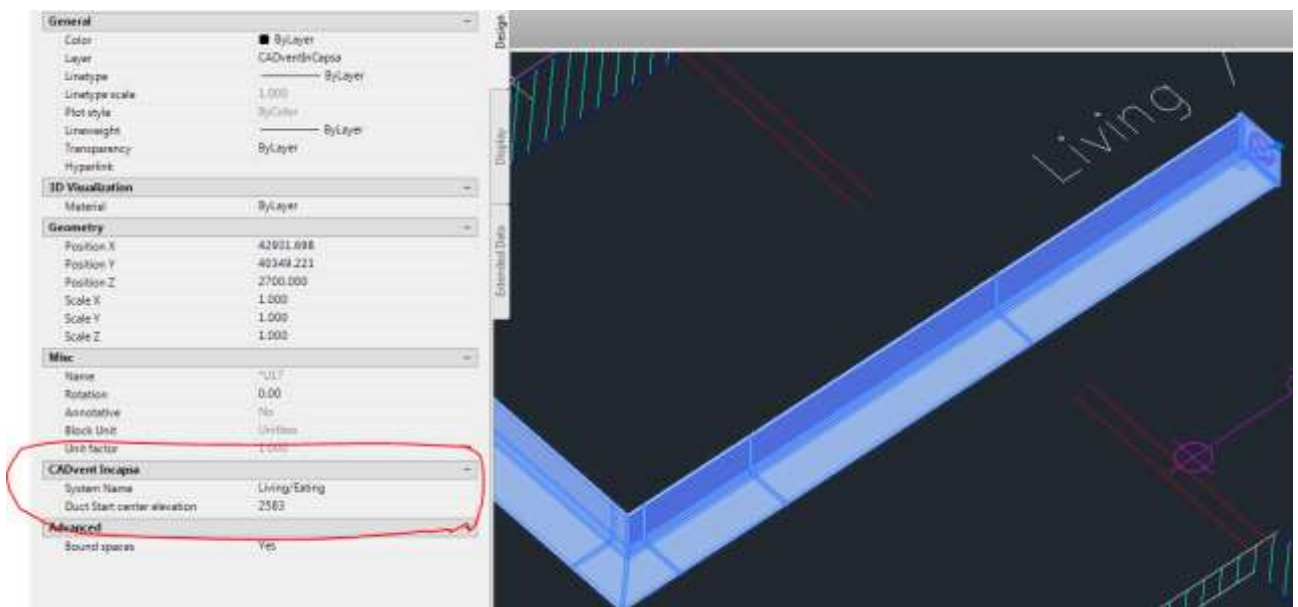 General
Color ByLayer
Layer CADventInCapsa
Linetype ByLayer
Linetype scale 1.000
Plot style ByColor
Lineweight ByLayer
Transparency ByLayer
Hyperlink
3D Visualization
Material ByLayer
Geometry
Position X 42931.698
Position Y 40349.221
Position Z 2700.000
Scale X 1.000
Scale Y 1.000
Scale Z 1.000
Misc
Name *U17
Rotation 0.00
Annotative No
Block Unit Unitless
Unit factor 1.000
CADvent Incapsa
System Name Living/Eating
Duct Start center elevation 2583
Advanced
Bound spaces Yes
Design
Display
Extended Data
Living